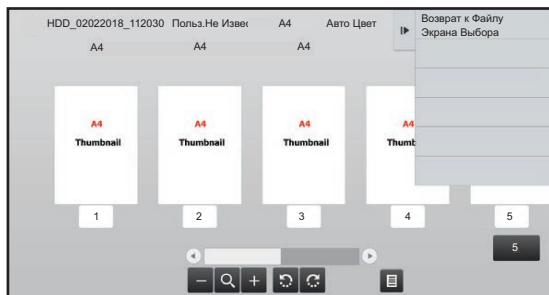 HDD_02022018_112030 Польз.Не Извес A4 Авто Цвет
Возврат к Файлу
Экрана Выбора
A4 A4 A4
A4 A4 A4 A4
Thumbnail Thumbnail Thumbnail Thumb
1 2 3 4 5
5